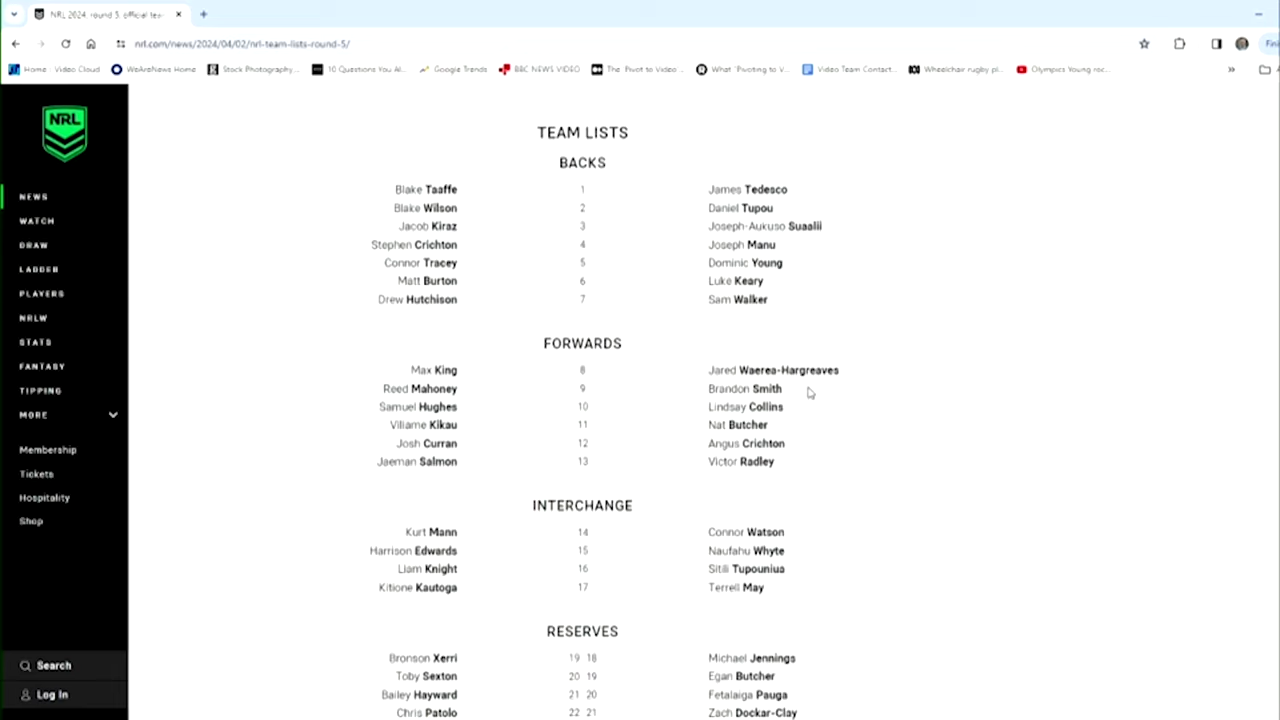 NRL 2024, round 5, official tea
nrl.com/news/2024/04/02/nrl-team-lists-round-5/
Home - Video Cloud WeAreNews Home Stock Photography... 10 Questions You Al... Google Trends BBC NEWS VIDEO The 'Pivot to Video'... What "Pivoting to V... Video Team Contact... Wheelchair rugby pl... Olympics Young roc...
NRL
NEWS
WATCH
DRAW
LADDER
PLAYERS
NRLW
STATS
FANTASY
TIPPING
MORE
Membership
Tickets
Hospitality
Shop
Search
Log In
TEAM LISTS
BACKS
Blake Taaffe 1 James Tedesco
Blake Wilson 2 Daniel Tupou
Jacob Kiraz 3 Joseph-Aukuso Suaalii
Stephen Crichton 4 Joseph Manu
Connor Tracey 5 Dominic Young
Matt Burton 6 Luke Keary
Drew Hutchison 7 Sam Walker
FORWARDS
Max King 8 Jared Waerea-Hargreaves
Reed Mahoney 9 Brandon Smith
Samuel Hughes 10 Lindsay Collins
Viliame Kikau 11 Nat Butcher
Josh Curran 12 Angus Crichton
Jaeman Salmon 13 Victor Radley
INTERCHANGE
Kurt Mann 14 Connor Watson
Harrison Edwards 15 Naufahu Whyte
Liam Knight 16 Sitili Tupouniua
Kitione Kautoga 17 Terrell May
RESERVES
Bronson Xerri 19 18 Michael Jennings
Toby Sexton 20 19 Egan Butcher
Bailey Hayward 21 20 Fetalaiga Pauga
Chris Patolo 22 21 Zach Dockar-Clay